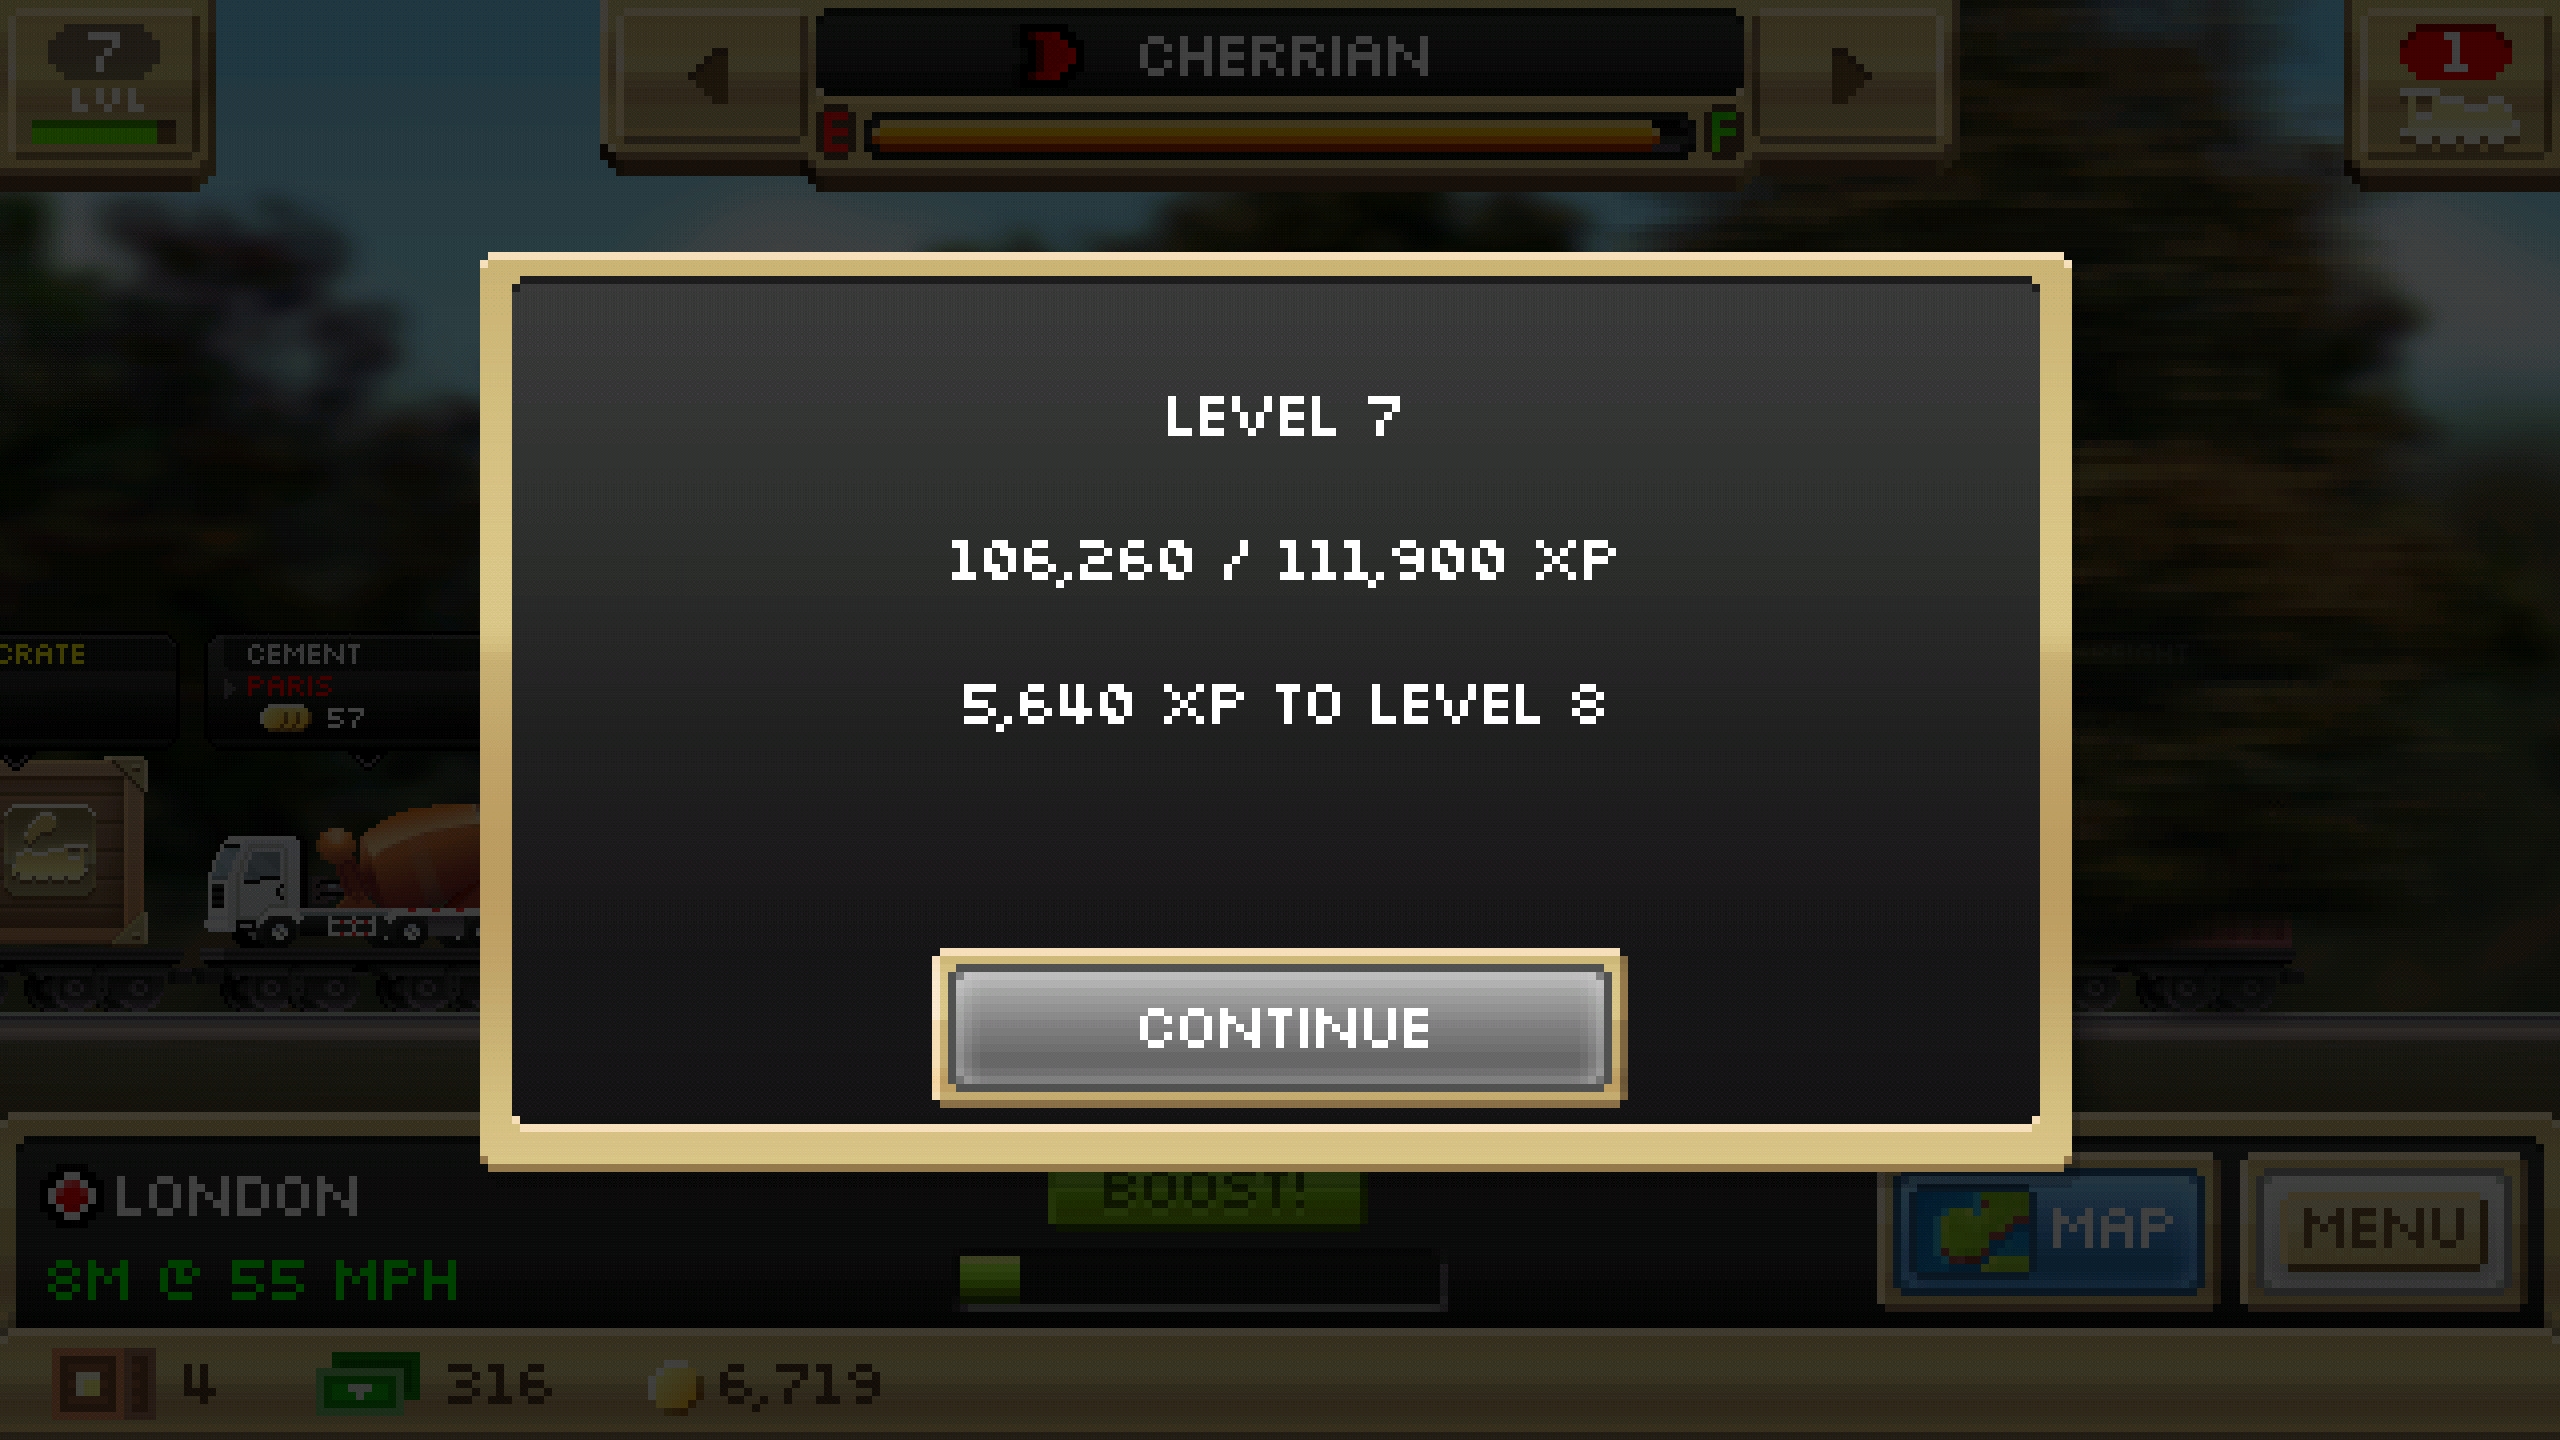 7
LVL
CHERRIAN
E
F
1
LEVEL 7
106,260 / 111,900 XP
5,640 XP TO LEVEL 8
CRATE
CEMENT
PARIS
57
CONTINUE
LONDON
8M @ 55 MPH
BOOST!
MAP
MENU
4
316
6,719